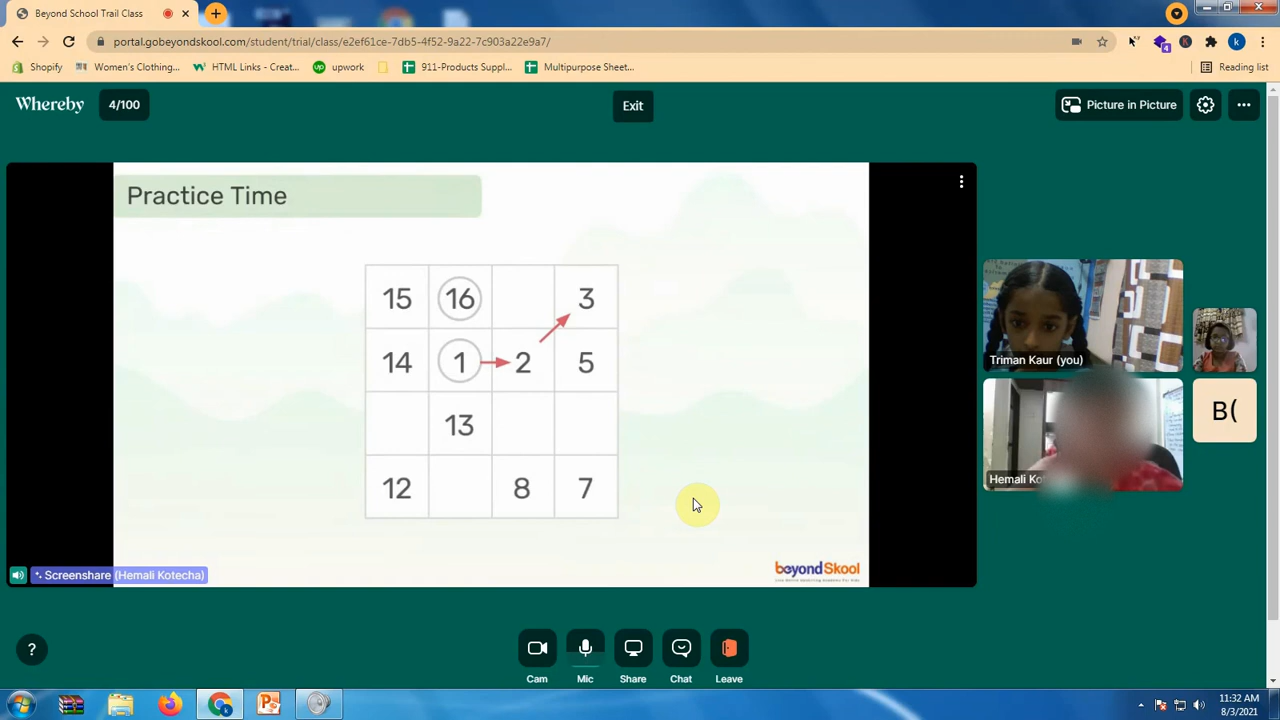 Beyond School Trail Class
portal.gobeyondskool.com/student/trial/class/e2ef61ce-7db5-4f52-9a22-7c903a22e9a7/
4
k
Shopify
Women's Clothing...
HTML Links - Creat...
upwork
911-Products Suppl...
Multipurpose Sheet...
Reading list
Whereby
4/100
Exit
Picture in Picture
Practice Time
15 16 3
14 1 2 5
13
12 8 7
beyondSkool
Screenshare (Hemali Kotecha)
Triman Kaur (you)
B(
Hemali Ko
?
Cam
Mic
Share
Chat
Leave
11:32 AM
8/3/2021